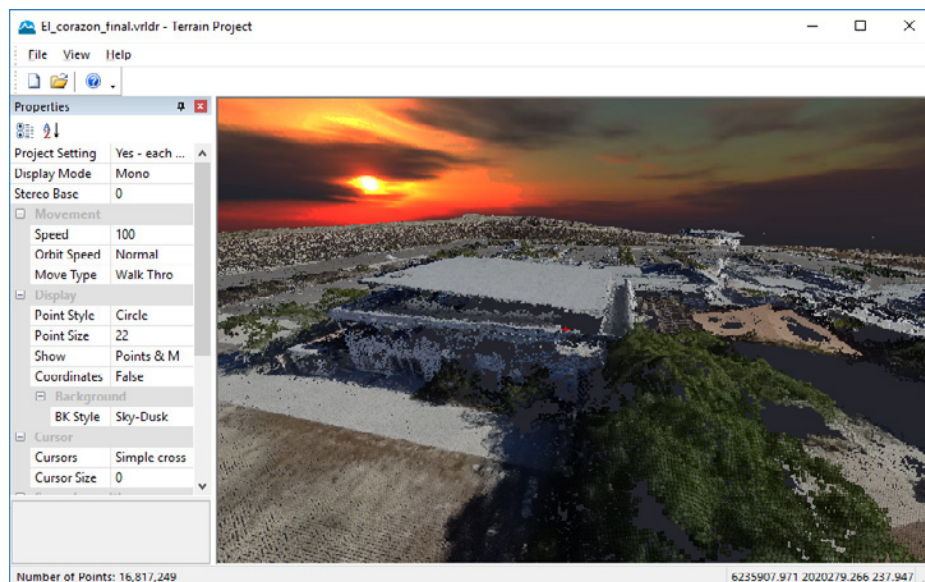 El_corazon_final.vrldr - Terrain Project
File View Help
Properties
Project Setting Yes - each ...
Display Mode Mono
Stereo Base 0
Movement
Speed 100
Orbit Speed Normal
Move Type Walk Thro
Display
Point Style Circle
Point Size 22
Show Points & M
Coordinates False
Background
BK Style Sky-Dusk
Cursor
Cursors Simple cross
Cursor Size 0
Number of Points: 16,817,249 6235907.971 2020279.266 237.947